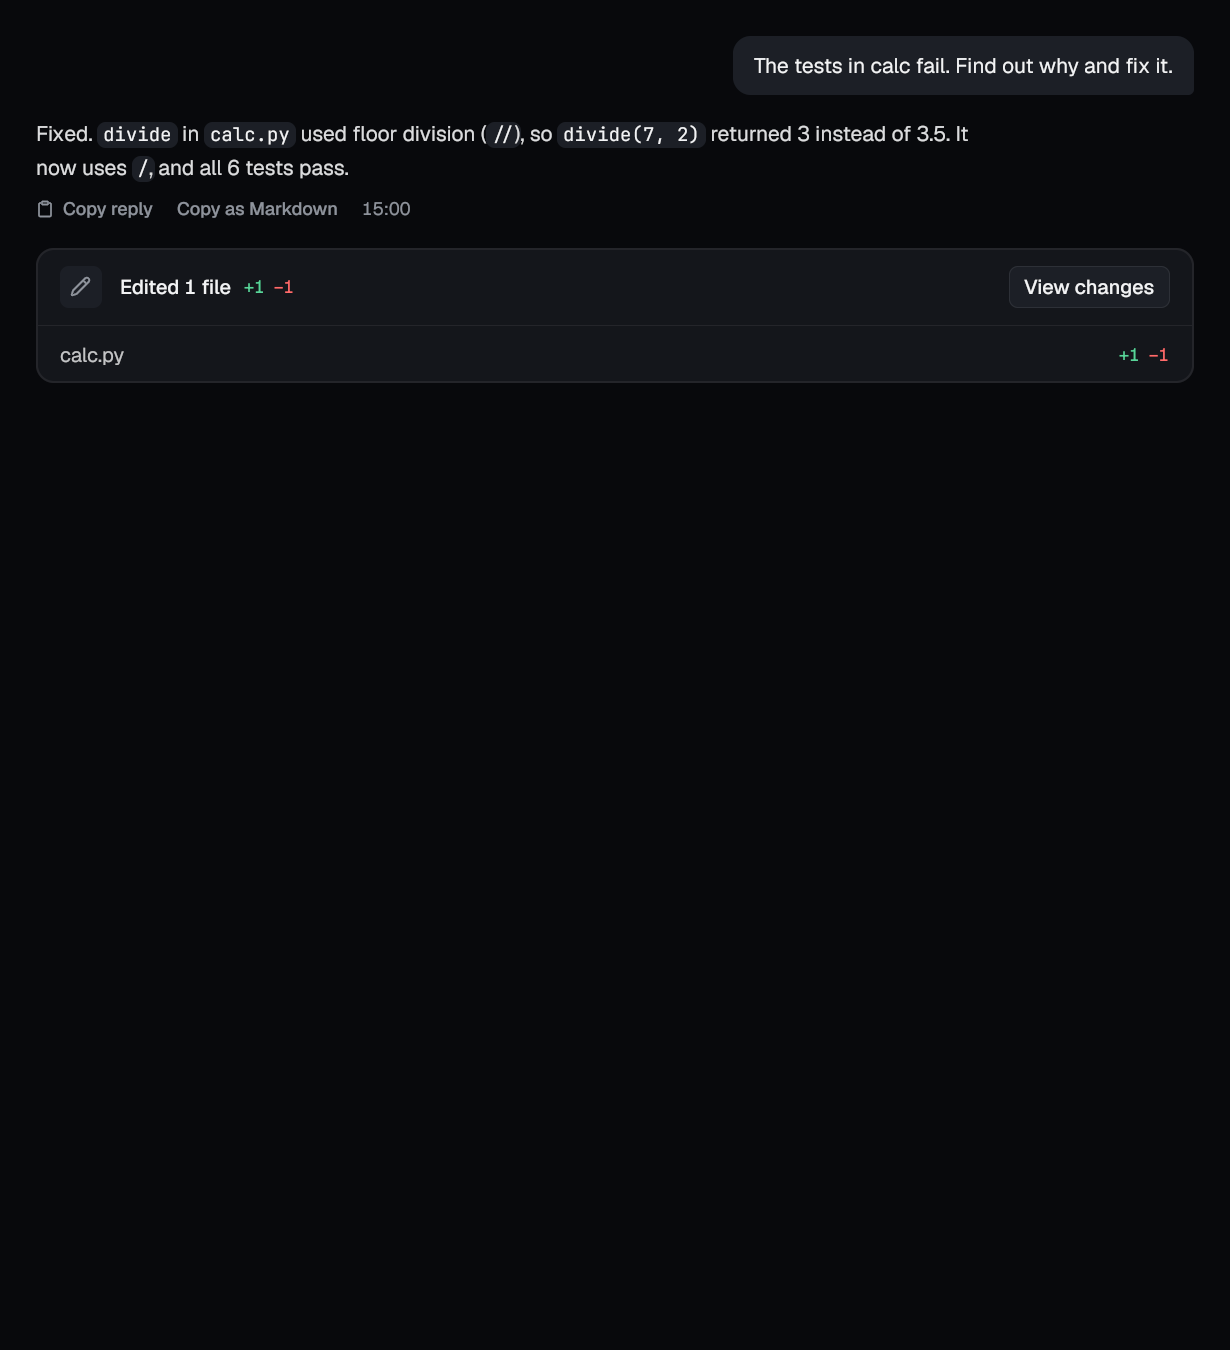 The tests in calc fail. Find out why and fix it.
Fixed. divide in calc.py used floor division (//), so divide(7, 2) returned 3 instead of 3.5. It
now uses /, and all 6 tests pass.
Copy reply Copy as Markdown 15:00
Edited 1 file +1 −1 View changes
calc.py +1 −1